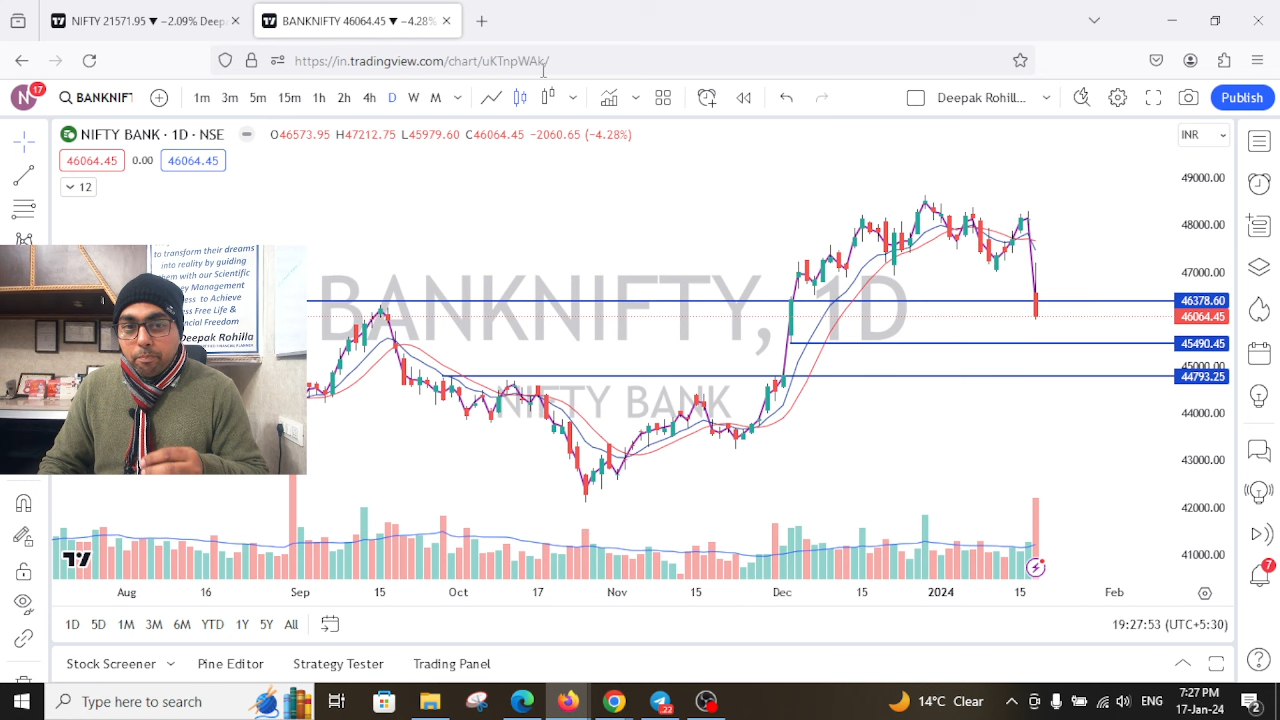 NIFTY 21571.95 ▼ −2.09% Deep
BANKNIFTY 46064.45 ▼ −4.28%
https://in.tradingview.com/chart/uKTnpWAk/
N
17
BANKNIFT
1m 3m 5m 15m 1h 2h 4h D W M
Deepak Rohill...
Publish
NIFTY BANK · 1D · NSE
O46573.95 H47212.75 L45979.60 C46064.45 −2060.65 (−4.28%)
INR
46064.45 0.00 46064.45
12
49000.00
48000.00
47000.00
46378.60
46064.45
45490.45
45000.00
44793.25
44000.00
43000.00
42000.00
41000.00
BANKNIFTY, 1D
NIFTY BANK
to transform their dreams
into reality by guiding
them with our Scientific
Management
to Achieve
Free Life &
Financial Freedom
Deepak Rohilla
Aug 16 Sep 15 Oct 17 Nov 15 Dec 15 2024 15 Feb
1D 5D 1M 3M 6M YTD 1Y 5Y All
19:27:53 (UTC+5:30)
7
Stock Screener Pine Editor Strategy Tester Trading Panel
Type here to search
22
14°C Clear
ENG
7:27 PM
17-Jan-24
2